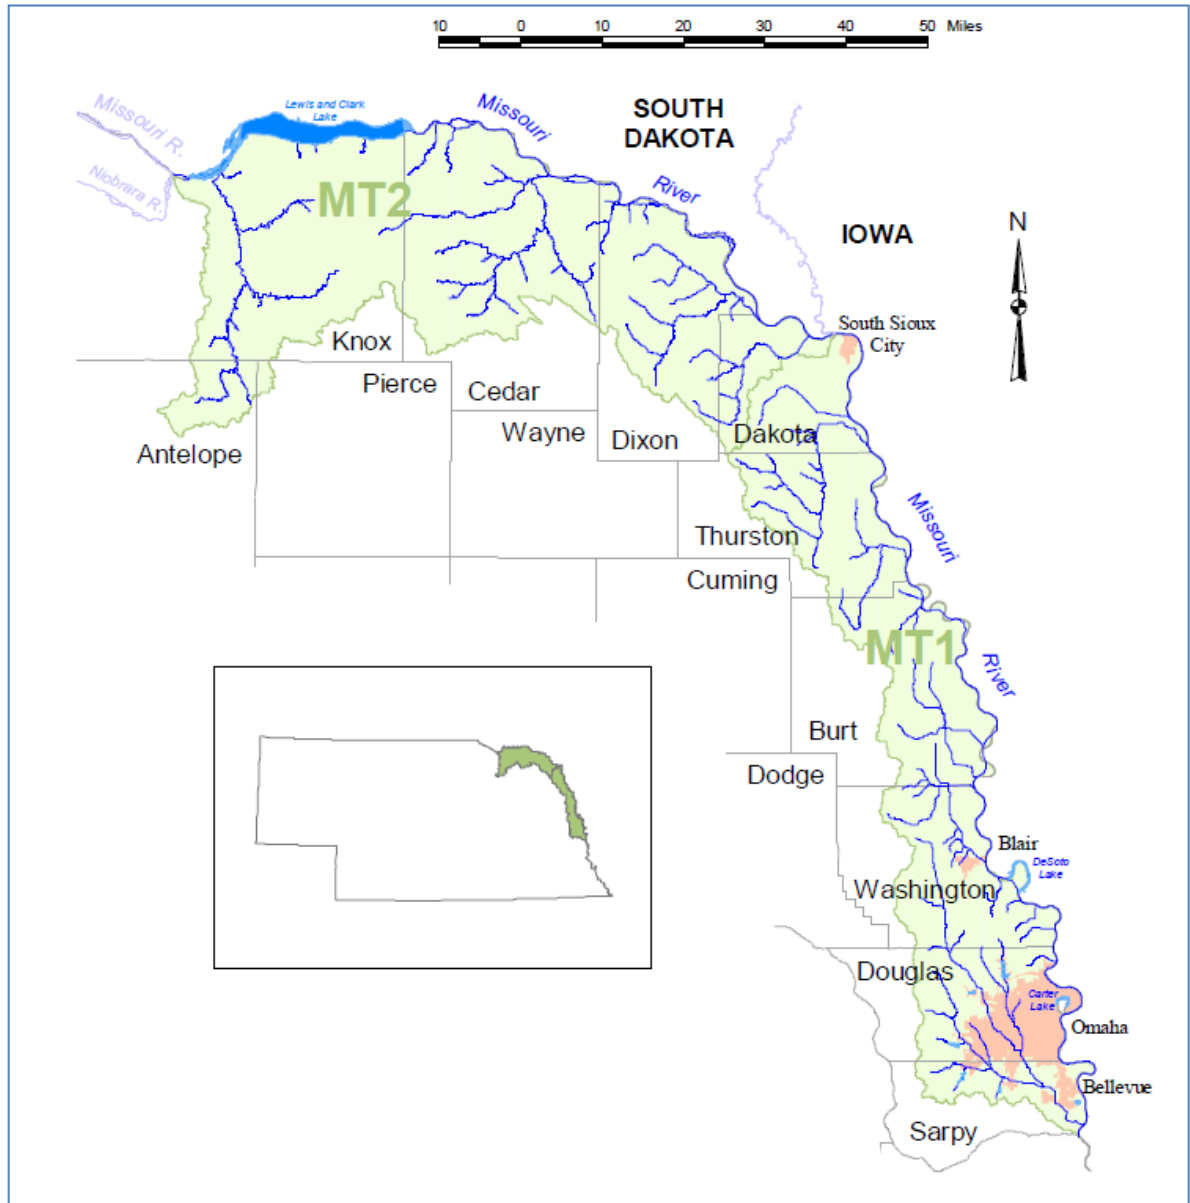 10 0 10 20 30 40 50 Miles
Missouri R.
Lewis and Clark
Lake
Missouri
SOUTH
DAKOTA
Niobrara R.
MT2
River
IOWA
N
South Sioux
City
Knox
Pierce
Cedar
Wayne
Dixon
Dakota
Antelope
Missouri
Thurston
Cuming
MT1
River
Burt
Dodge
Blair
DeSoto
Lake
Washington
Douglas
Carter
Lake
Omaha
Bellevue
Sarpy